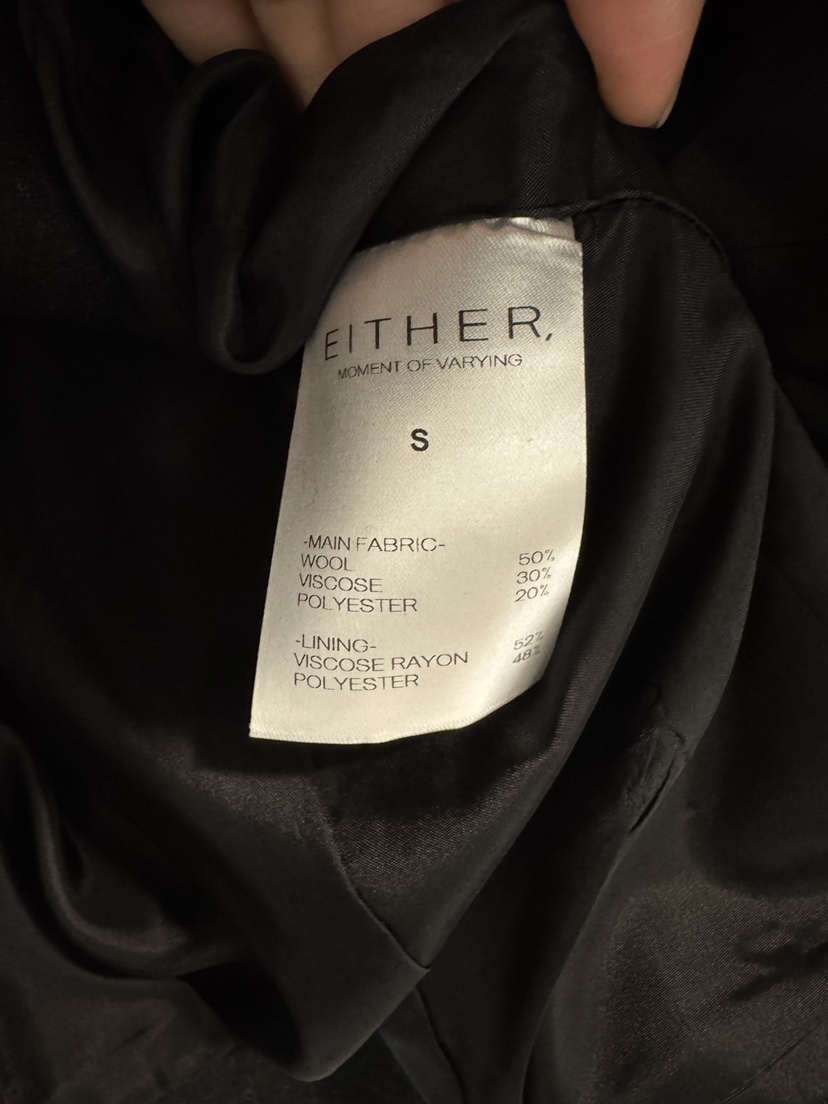 EITHER,
MOMENT OF VARYING
S
-MAIN FABRIC-
WOOL 50%
VISCOSE 30%
POLYESTER 20%
-LINING-
VISCOSE RAYON 52%
POLYESTER 48%